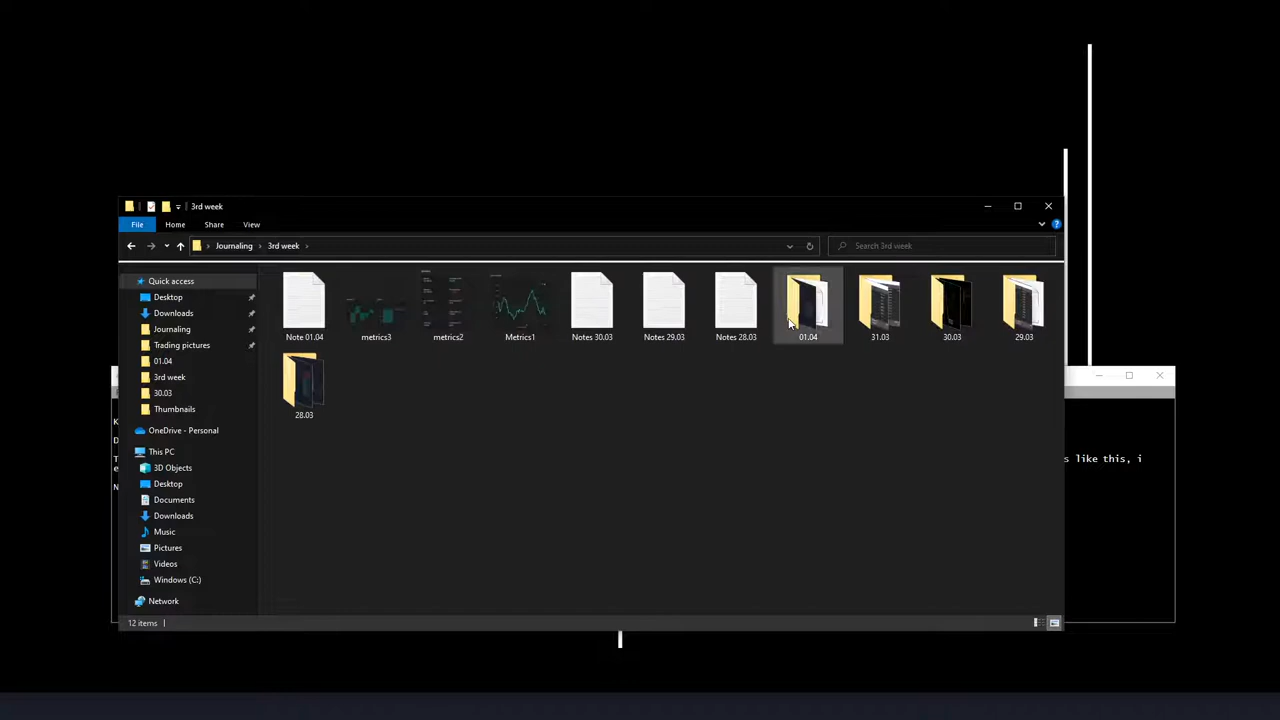 3rd week
File Home Share View
Journaling > 3rd week >
Search 3rd week
Quick access
Desktop
Downloads
Journaling
Trading pictures
01.04
3rd week
30.03
Thumbnails
OneDrive - Personal
This PC
3D Objects
Desktop
Documents
Downloads
Music
Pictures
Videos
Windows (C:)
Network
Note 01.04 metrics3 metrics2 Metrics1 Notes 30.03 Notes 29.03 Notes 28.03 01.04 31.03 30.03 29.03
28.03
12 items
K
D
T
s like this, i
e
N